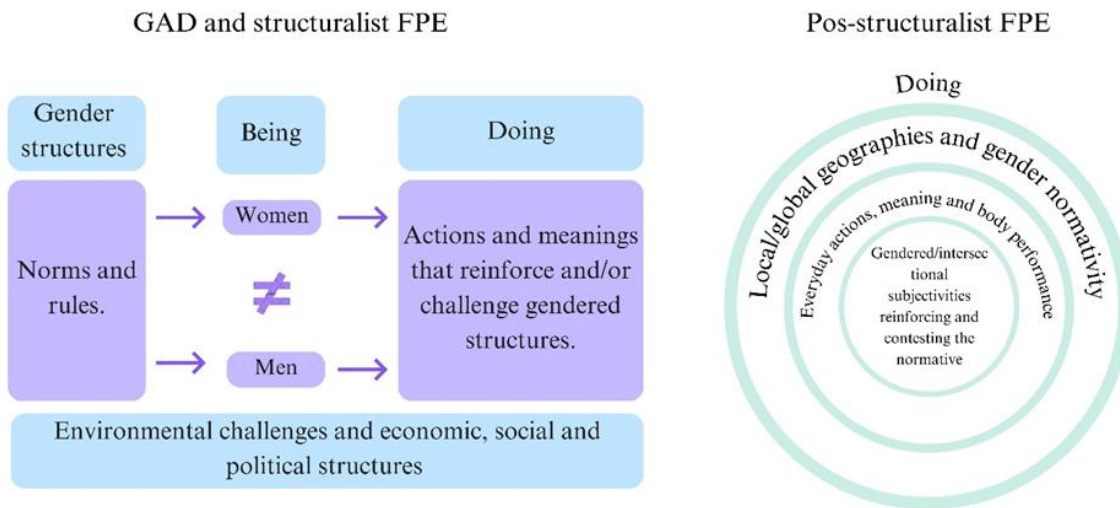 GAD and structuralist FPE
Gender
structures
Being
Doing
Norms and
rules.
Women
≠
Men
Actions and meanings
that reinforce and/or
challenge gendered
structures.
Environmental challenges and economic, social and
political structures
Pos-structuralist FPE
Doing
Local/global geographies and gender normativity
Everyday actions, meaning and body performance
Gendered/intersec
tional
subjectivities
reinforcing and
contesting the
normative